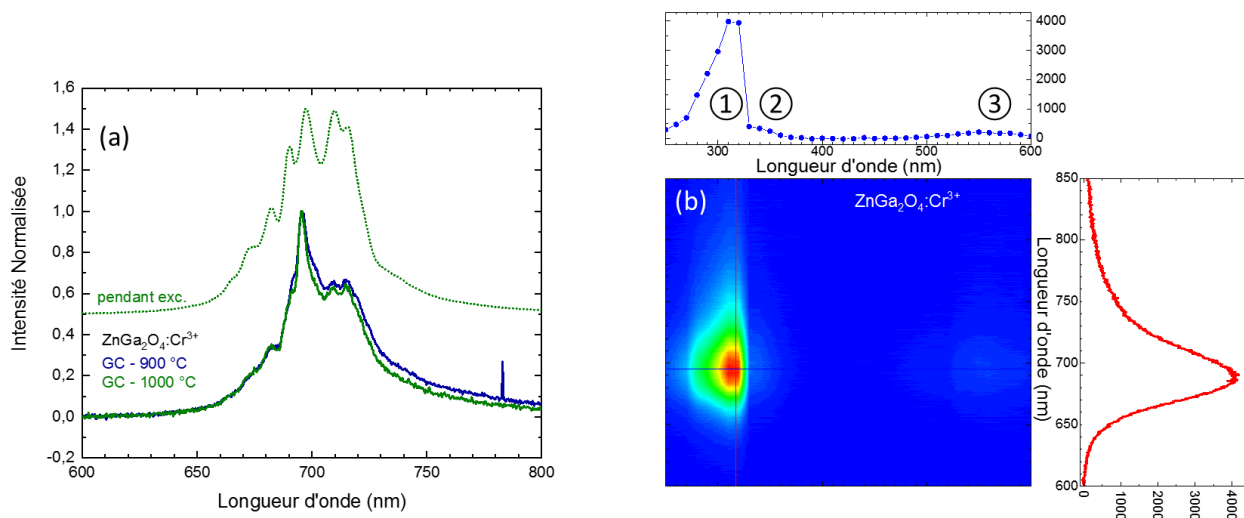 (a)
Intensité Normalisée
1,6
1,4
1,2
1,0
0,8
0,6
0,4
0,2
0,0
-0,2
pendant exc.
ZnGa₂O₄:Cr³⁺
GC - 900 °C
GC - 1000 °C
600 650 700 750 800
Longueur d'onde (nm)
4000
3000
2000
1000
0
① ② ③
300 400 500 600
Longueur d'onde (nm)
(b)
ZnGa₂O₄:Cr³⁺
850
800
750
700
650
600
Longueur d'onde (nm)
0 1000 2000 3000 4000